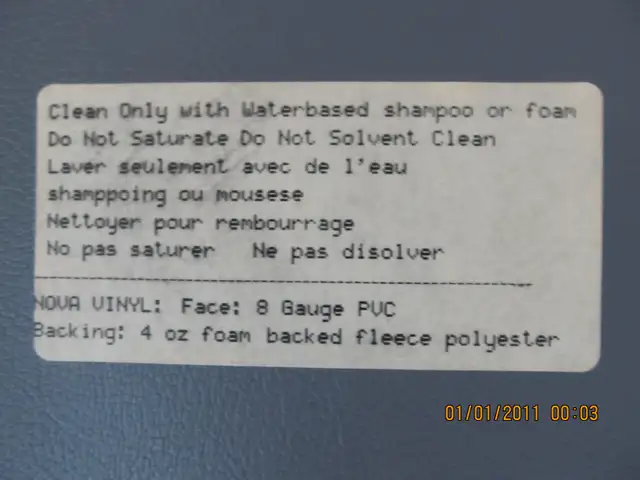 Clean Only with Waterbased shampoo or foam
Do Not Saturate Do Not Solvent Clean
Laver seulement avec de l'eau
shamppoing ou mousese
Nettoyer pour rembourrage
No pas saturer Ne pas disolver
NOVA VINYL: Face: 8 Gauge PVC
Backing: 4 oz foam backed fleece polyester
01/01/2011 00:03